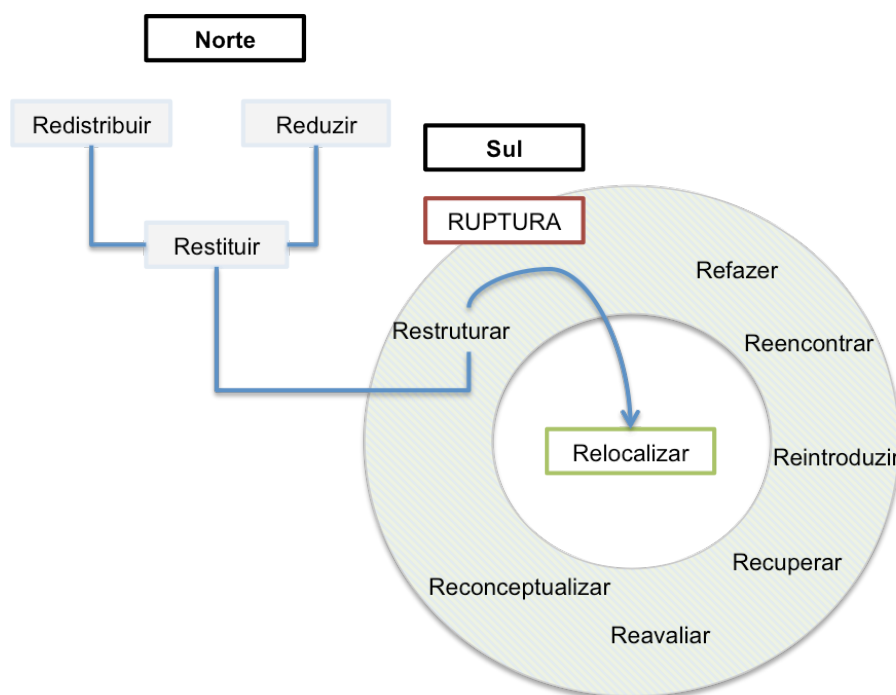 Norte
Redistribuir
Reduzir
Sul
RUPTURA
Restituir
Refazer
Restruturar
Reencontrar
Relocalizar
Reintroduzir
Recuperar
Reconceptualizar
Reavaliar